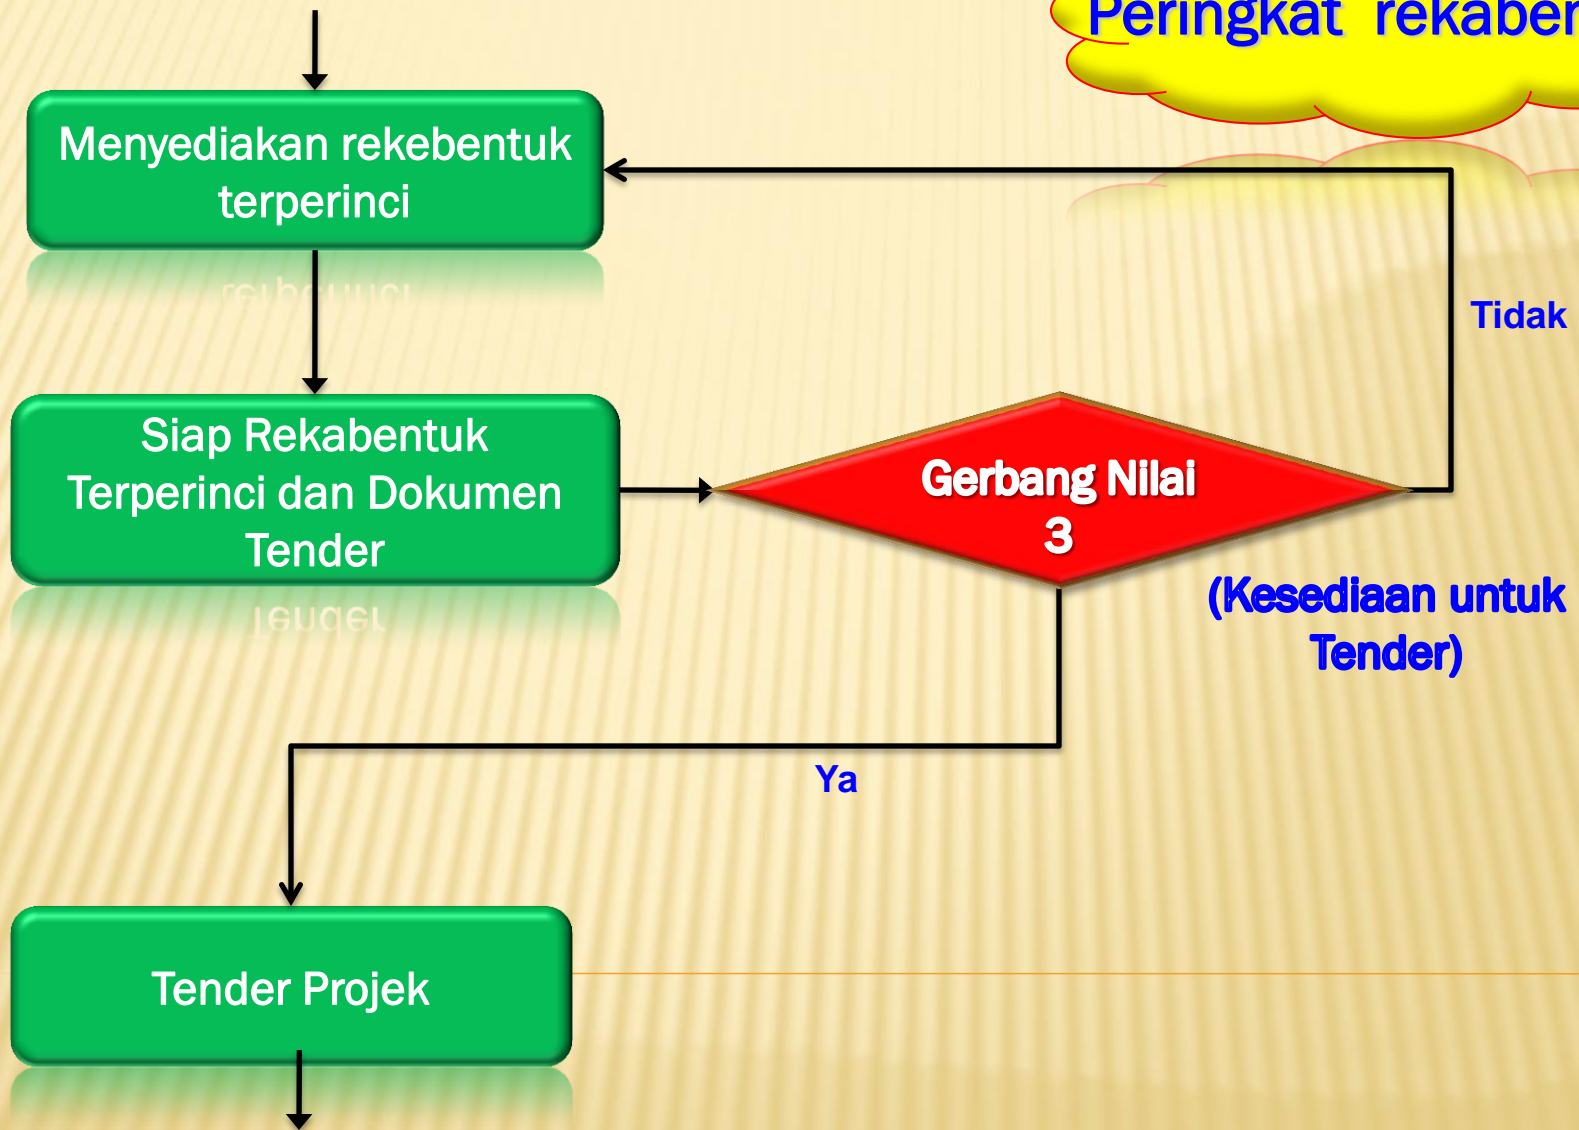 Peringkat
Menyediakan rekebentuk
terperinci
Tidak
Siap Rekabentuk
Terperinci dan Dokumen
Tender
Gerbang Nilai
3
(Kesediaan untuk
Tender)
Ya
Tender Projek